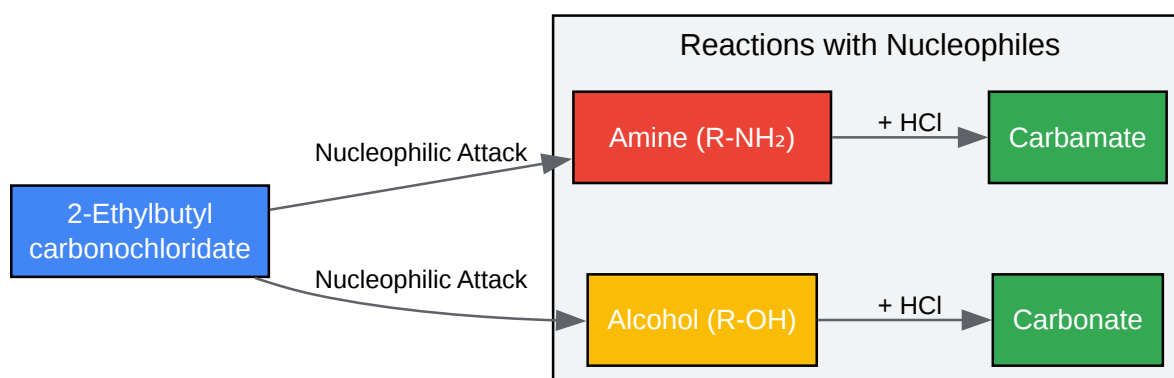 Reactions with Nucleophiles
Nucleophilic Attack
Amine (R-NH₂)
+ HCl
Carbamate
2-Ethylbutyl
carbonochloridate
Nucleophilic Attack
Alcohol (R-OH)
+ HCl
Carbonate